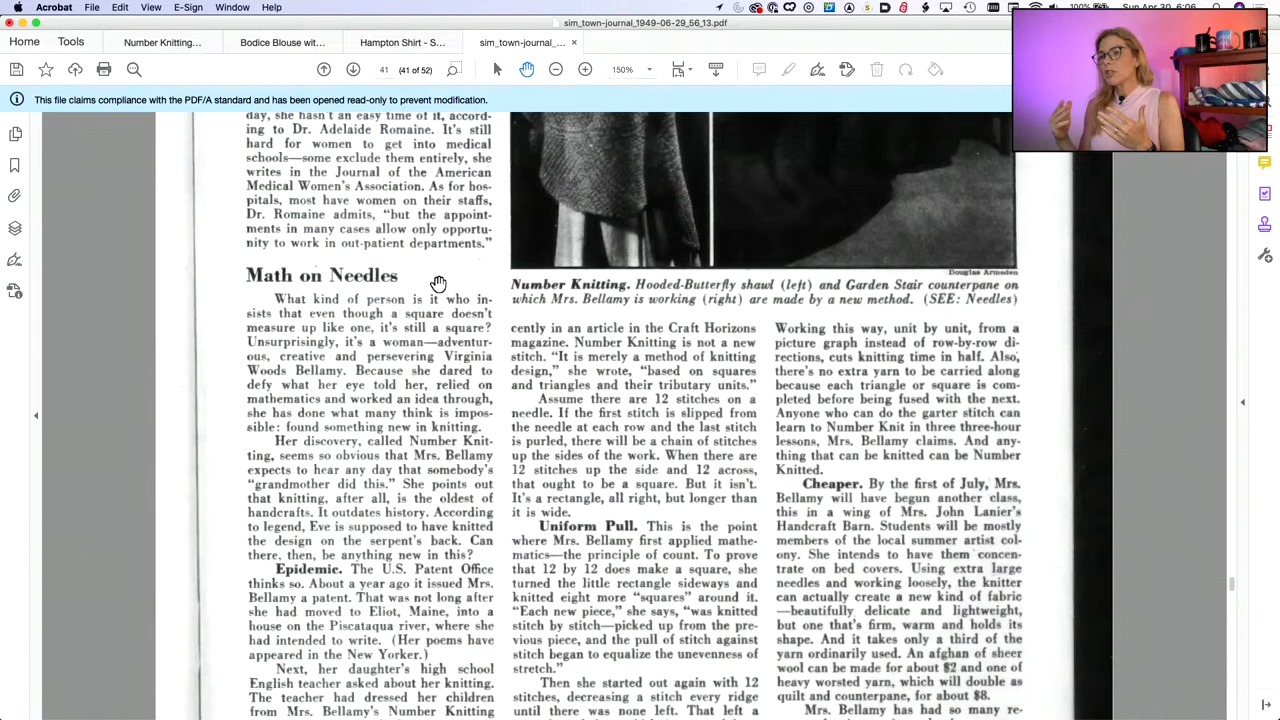 Acrobat File Edit View E-Sign Window Help
100%
Sun Apr 30 6:06
sim_town-journal_1949-06-29_56_13.pdf
Home Tools Number Knitting... Bodice Blouse wit... Hampton Shirt - S... sim_town-journal_... ×
41 (41 of 52) 150%
This file claims compliance with the PDF/A standard and has been opened read-only to prevent modification.
day, she hasn't an easy time of it, accord-
ing to Dr. Adelaide Romaine. It's still
hard for women to get into medical
schools—some exclude them entirely, she
writes in the Journal of the American
Medical Women's Association. As for hos-
pitals, most have women on their staffs,
Dr. Romaine admits, "but the appoint-
ments in many cases allow only opportu-
nity to work in out-patient departments."
Math on Needles
What kind of person is it who in-
sists that even though a square doesn't
measure up like one, it's still a square?
Unsurprisingly, it's a woman—adventur-
ous, creative and persevering Virginia
Woods Bellamy. Because she dared to
defy what her eye told her, relied on
mathematics and worked an idea through,
she has done what many think is impos-
sible: found something new in knitting.
Her discovery, called Number Knit-
ting, seems so obvious that Mrs. Bellamy
expects to hear any day that somebody's
"grandmother did this." She points out
that knitting, after all, is the oldest of
handcrafts. It outdates history. According
to legend, Eve is supposed to have knitted
the design on the serpent's back. Can
there, then, be anything new in this?
Epidemic. The U.S. Patent Office
thinks so. About a year ago it issued Mrs.
Bellamy a patent. That was not long after
she had moved to Eliot, Maine, into a
house on the Piscataqua river, where she
had intended to write. (Her poems have
appeared in the New Yorker.)
Next, her daughter's high school
English teacher asked about her knitting.
The teacher had dressed her children
from Mrs. Bellamy's Number Knitting
Douglas Armsden
Number Knitting. Hooded-Butterfly shawl (left) and Garden Stair counterpane on
which Mrs. Bellamy is working (right) are made by a new method. (SEE: Needles)
cently in an article in the Craft Horizons
magazine. Number Knitting is not a new
stitch. "It is merely a method of knitting
design," she wrote, "based on squares
and triangles and their tributary units."
Assume there are 12 stitches on a
needle. If the first stitch is slipped from
the needle at each row and the last stitch
is purled, there will be a chain of stitches
up the sides of the work. When there are
12 stitches up the side and 12 across,
that ought to be a square. But it isn't.
It's a rectangle, all right, but longer than
it is wide.
Uniform Pull. This is the point
where Mrs. Bellamy first applied mathe-
matics—the principle of count. To prove
that 12 by 12 does make a square, she
turned the little rectangle sideways and
knitted eight more "squares" around it.
"Each new piece," she says, "was knitted
stitch by stitch—picked up from the pre-
vious piece, and the pull of stitch against
stitch began to equalize the unevenness of
stretch."
Then she started out again with 12
stitches, decreasing a stitch every ridge
until there was none left. That left a
Working this way, unit by unit, from a
picture graph instead of row-by-row di-
rections, cuts knitting time in half. Also,
there's no extra yarn to be carried along
because each triangle or square is com-
pleted before being fused with the next.
Anyone who can do the garter stitch can
learn to Number Knit in three three-hour
lessons, Mrs. Bellamy claims. And any-
thing that can be knitted can be Number
Knitted.
Cheaper. By the first of July, Mrs.
Bellamy will have begun another class,
this in a wing of Mrs. John Lanier's
Handcraft Barn. Students will be mostly
members of the local summer artist col-
ony. She intends to have them concen-
trate on bed covers. Using extra large
needles and working loosely, the knitter
can actually create a new kind of fabric
—beautifully delicate and lightweight,
but one that's firm, warm and holds its
shape. And it takes only a third of the
yarn ordinarily used. An afghan of sheer
wool can be made for about $2 and one of
heavy worsted yarn, which will double as
quilt and counterpane, for about $8.
Mrs. Bellamy has had so many re-